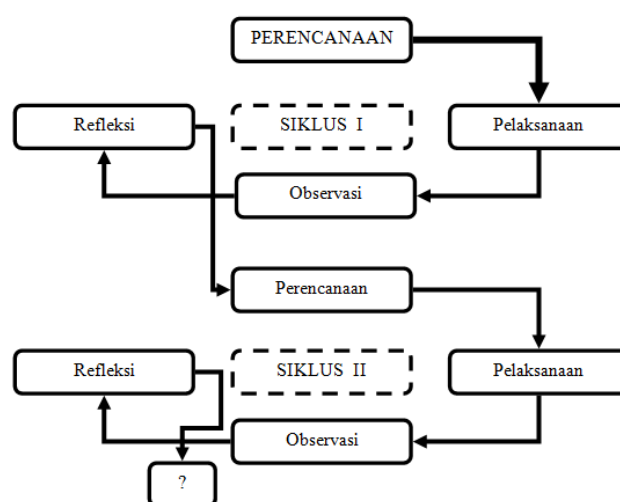 PERENCANAAN
Refleksi
SIKLUS I
Pelaksanaan
Observasi
Perencanaan
Refleksi
SIKLUS II
Pelaksanaan
Observasi
?